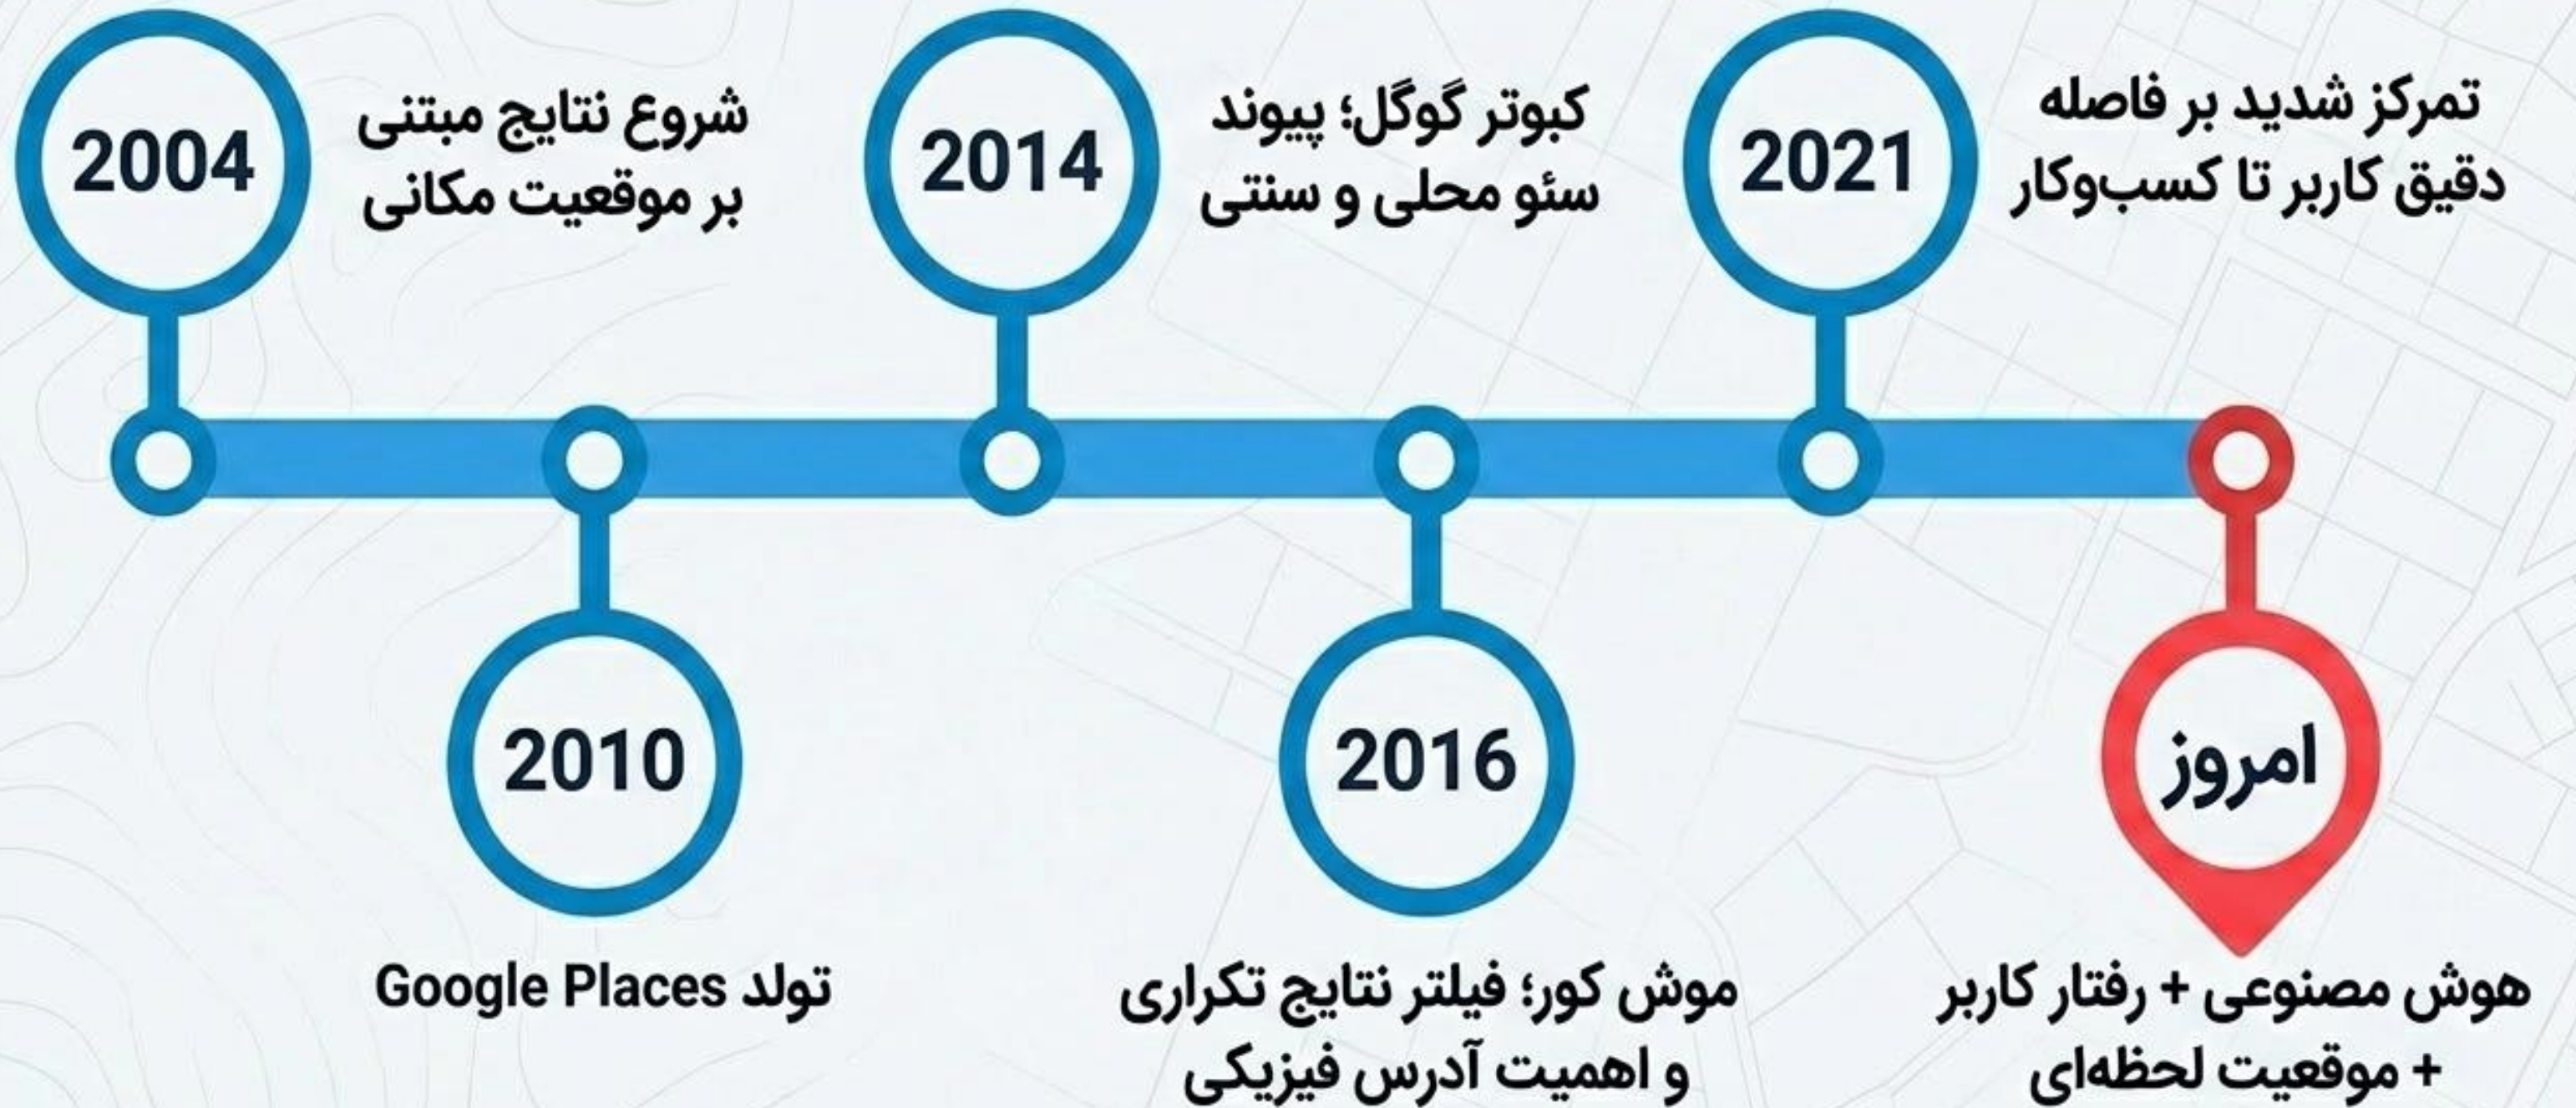 2004
شروع نتایج مبتنی
بر موقعیت مکانی
2010
تولد Google Places
2014
کبوتر گوگل؛ پیوند
سئو محلی و سنتی
2016
موش کور؛ فیلتر نتایج تکراری
و اهمیت آدرس فیزیکی
2021
تمرکز شدید بر فاصله
دقیق کاربر تا کسب‌وکار
امروز
هوش مصنوعی + رفتار کاربر
+ موقعیت لحظه‌ای